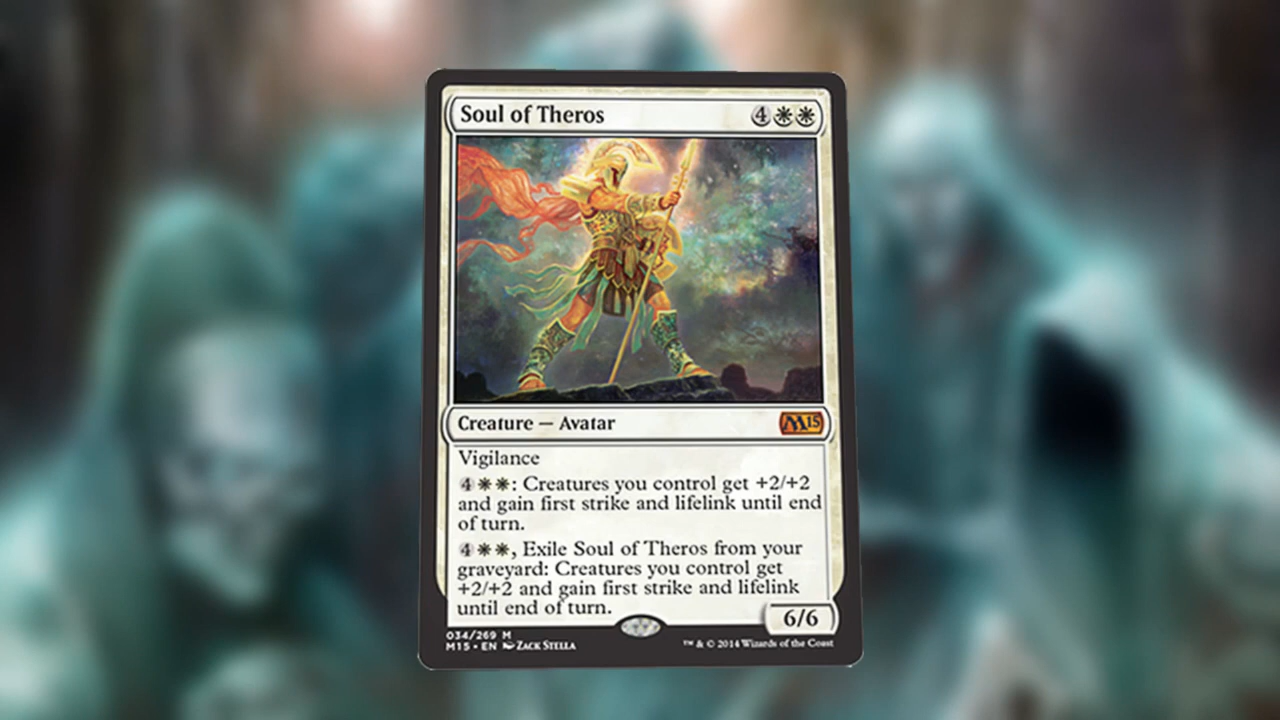 Soul of Theros 4
M15
Creature — Avatar
Vigilance
4: Creatures you control get +2/+2
and gain first strike and lifelink until end
of turn.
4, Exile Soul of Theros from your
graveyard: Creatures you control get
+2/+2 and gain first strike and lifelink
until end of turn.
6/6
034/269 M
M15 • EN ZACK STELLA
™ & © 2014 Wizards of the Coast